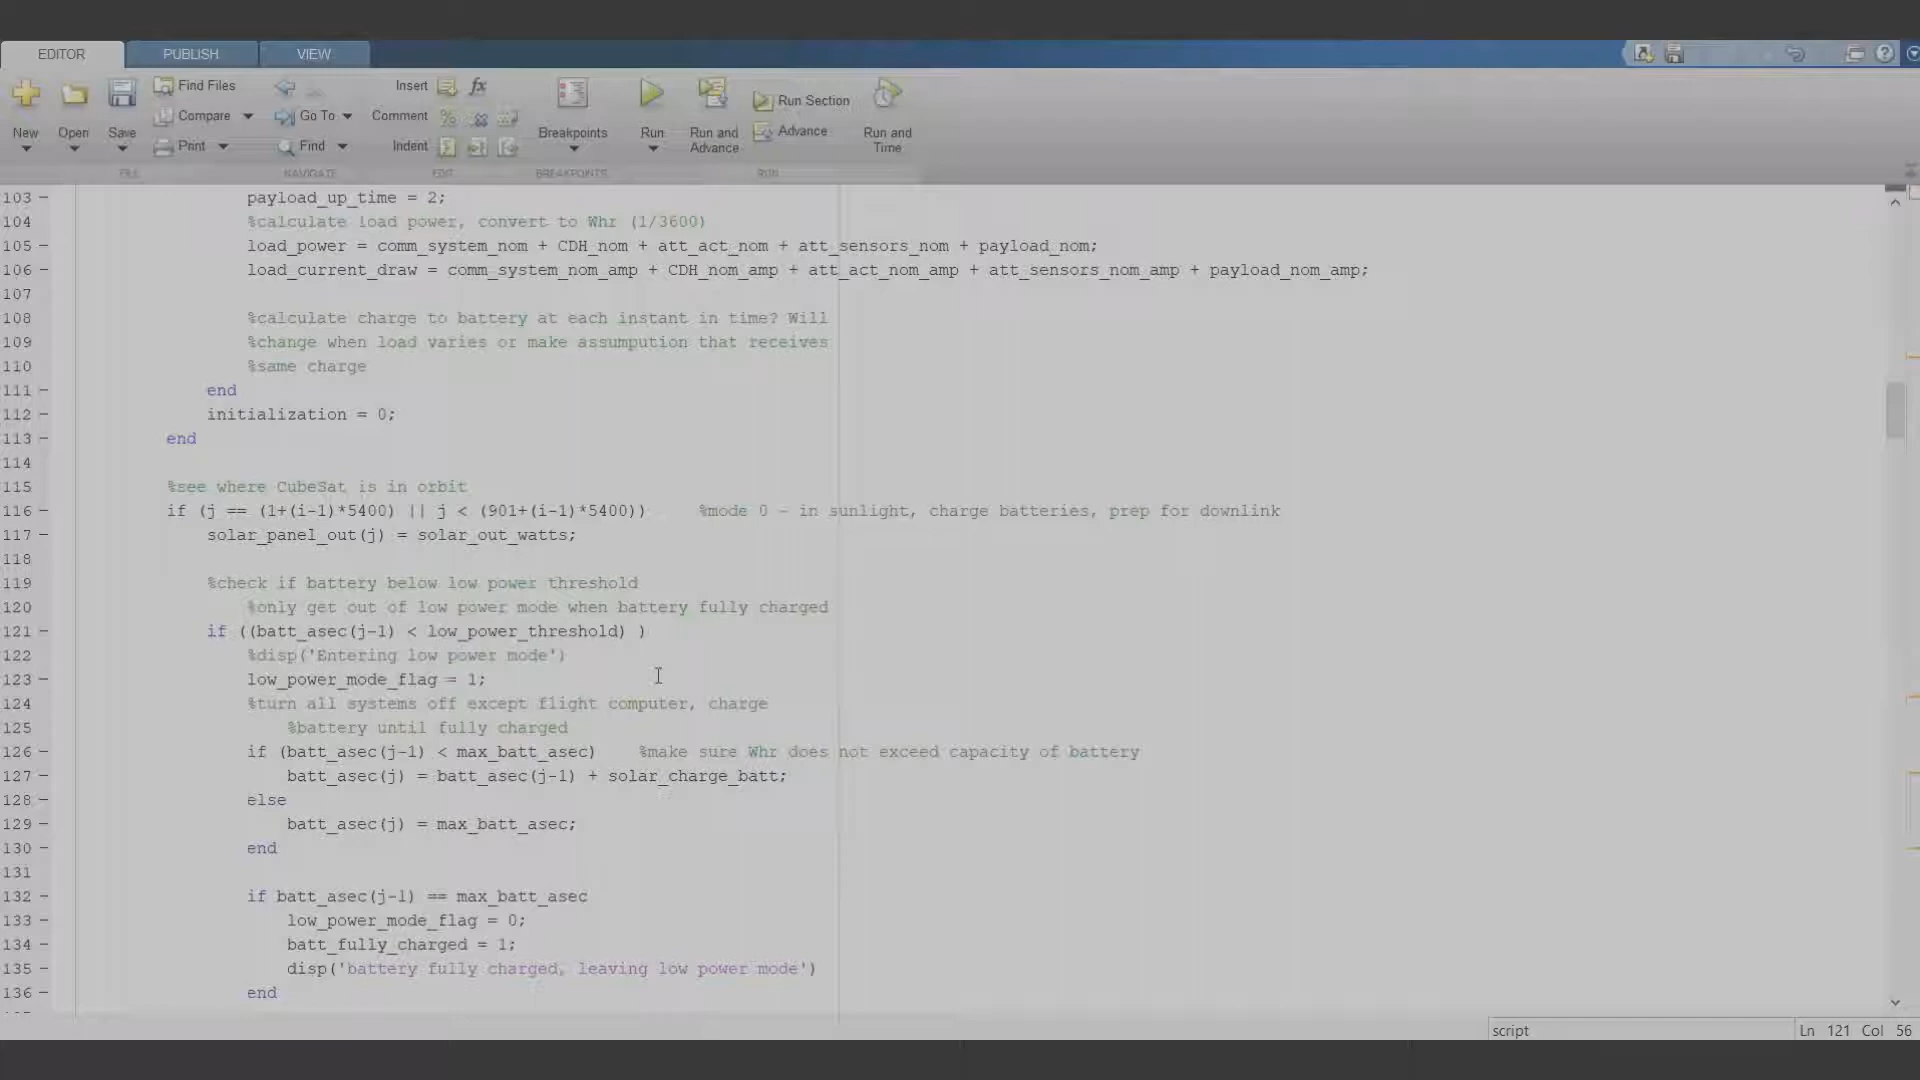 EDITOR PUBLISH VIEW
New Open Save Find Files Compare Print Go To Find Insert Comment Indent Breakpoints Run Run and Advance Run Section Advance Run and Time
FILE NAVIGATE EDIT BREAKPOINTS RUN
103 payload_up_time = 2;
104 %calculate load power, convert to Whr (1/3600)
105 load_power = comm_system_nom + CDH_nom + att_act_nom + att_sensors_nom + payload_nom;
106 load_current_draw = comm_system_nom_amp + CDH_nom_amp + att_act_nom_amp + att_sensors_nom_amp + payload_nom_amp;
107
108 %calculate charge to battery at each instant in time? Will
109 %change when load varies or make assumpution that receives
110 %same charge
111 end
112 initialization = 0;
113 end
114
115 %see where CubeSat is in orbit
116 if (j == (1+(i-1)*5400) || j < (901+(i-1)*5400)) %mode 0 - in sunlight, charge batteries, prep for downlink
117 solar_panel_out(j) = solar_out_watts;
118
119 %check if battery below low power threshold
120 %only get out of low power mode when battery fully charged
121 if ((batt_asec(j-1) < low_power_threshold) )
122 %disp('Entering low power mode')
123 low_power_mode_flag = 1;
124 %turn all systems off except flight computer, charge
125 %battery until fully charged
126 if (batt_asec(j-1) < max_batt_asec) %make sure Whr does not exceed capacity of battery
127 batt_asec(j) = batt_asec(j-1) + solar_charge_batt;
128 else
129 batt_asec(j) = max_batt_asec;
130 end
131
132 if batt_asec(j-1) == max_batt_asec
133 low_power_mode_flag = 0;
134 batt_fully_charged = 1;
135 disp('battery fully charged, leaving low power mode')
136 end
script Ln 121 Col 56